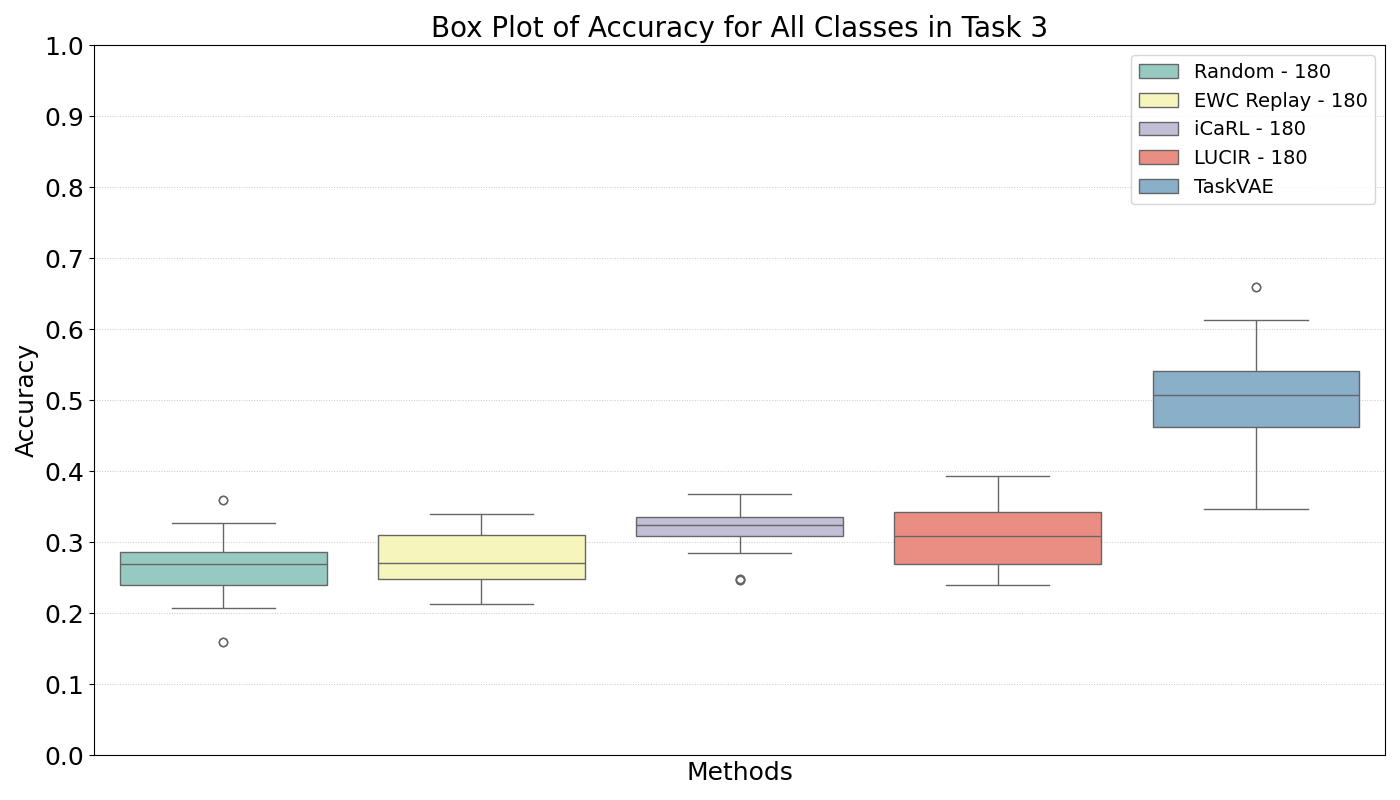 Box Plot of Accuracy for All Classes in Task 3
1.0
0.9
0.8
0.7
0.6
0.5
0.4
0.3
0.2
0.1
0.0
Accuracy
Methods
Random - 180
EWC Replay - 180
iCaRL - 180
LUCIR - 180
TaskVAE